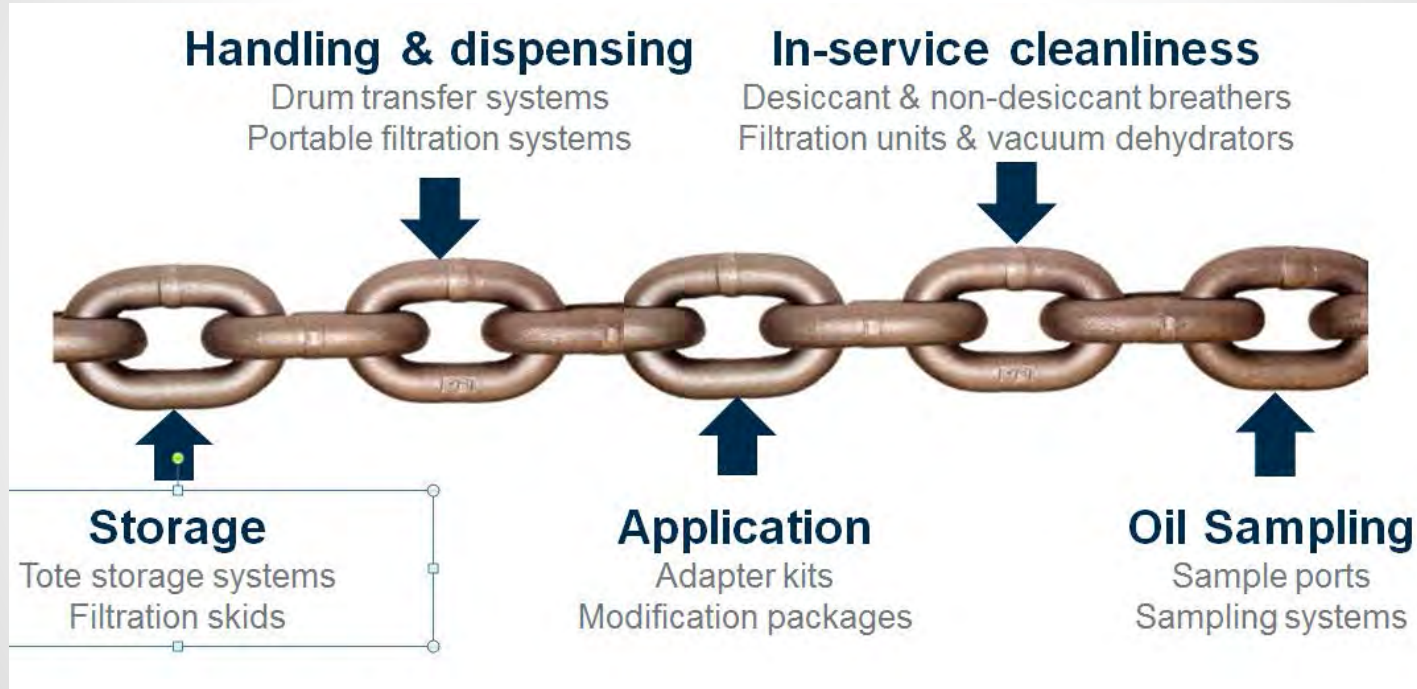 Handling & dispensing
Drum transfer systems
Portable filtration systems
In-service cleanliness
Desiccant & non-desiccant breathers
Filtration units & vacuum dehydrators
Storage
Tote storage systems
Filtration skids
Application
Adapter kits
Modification packages
Oil Sampling
Sample ports
Sampling systems